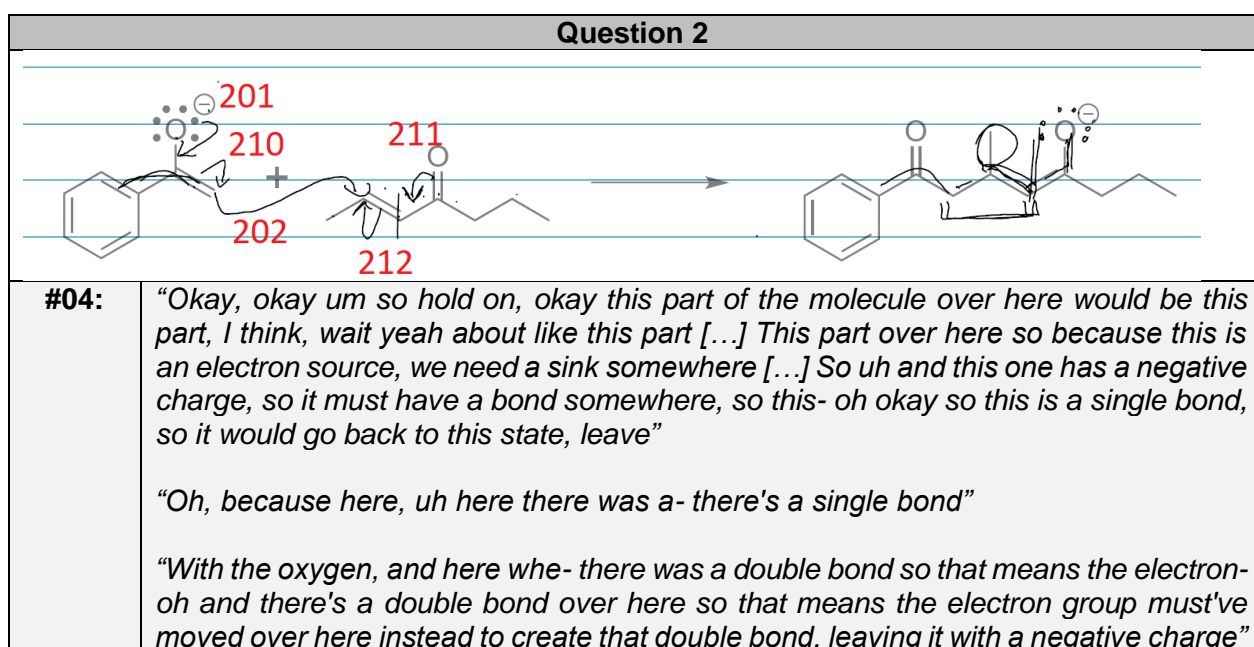 Question 2
201
O
210
211
O
+
202
212
O
O
#04:
“Okay, okay um so hold on, okay this part of the molecule over here would be this
part, I think, wait yeah about like this part […] This part over here so because this is
an electron source, we need a sink somewhere […] So uh and this one has a negative
charge, so it must have a bond somewhere, so this- oh okay so this is a single bond,
so it would go back to this state, leave”
“Oh, because here, uh here there was a- there's a single bond”
“With the oxygen, and here whe- there was a double bond so that means the electron-
oh and there's a double bond over here so that means the electron group must've
moved over here instead to create that double bond, leaving it with a negative charge”